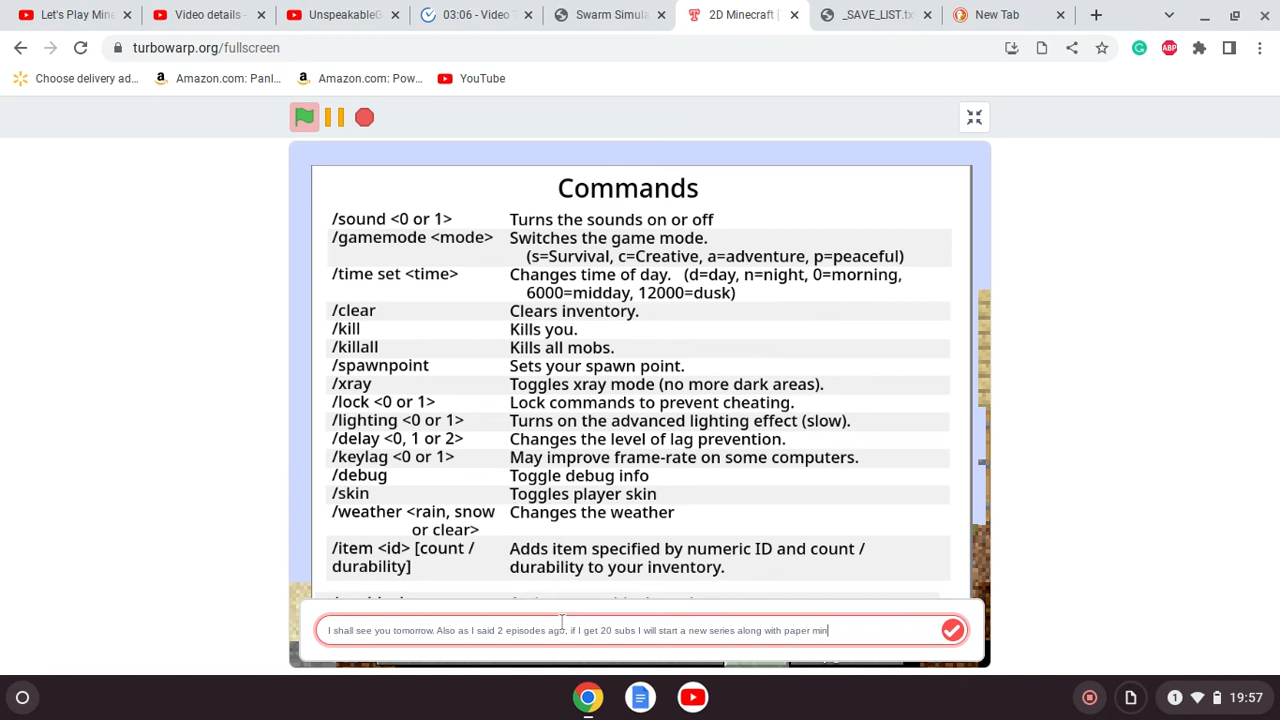 Let's Play Mine
Video details -
UnspeakableG
03:06 - Video T
Swarm Simula
2D Minecraft |
_SAVE_LIST.tx
New Tab
turbowarp.org/fullscreen
ABP
Choose delivery ad...
Amazon.com: Panl...
Amazon.com: Pow...
YouTube
Commands
/sound <0 or 1> Turns the sounds on or off
/gamemode <mode> Switches the game mode.
(s=Survival, c=Creative, a=adventure, p=peaceful)
/time set <time> Changes time of day. (d=day, n=night, 0=morning,
6000=midday, 12000=dusk)
/clear Clears inventory.
/kill Kills you.
/killall Kills all mobs.
/spawnpoint Sets your spawn point.
/xray Toggles xray mode (no more dark areas).
/lock <0 or 1> Lock commands to prevent cheating.
/lighting <0 or 1> Turns on the advanced lighting effect (slow).
/delay <0, 1 or 2> Changes the level of lag prevention.
/keylag <0 or 1> May improve frame-rate on some computers.
/debug Toggle debug info
/skin Toggles player skin
/weather <rain, snow Changes the weather
or clear>
/item <id> [count / Adds item specified by numeric ID and count /
durability] durability to your inventory.
I shall see you tomorrow. Also as I said 2 episodes ago, if I get 20 subs I will start a new series along with paper min
1
19:57